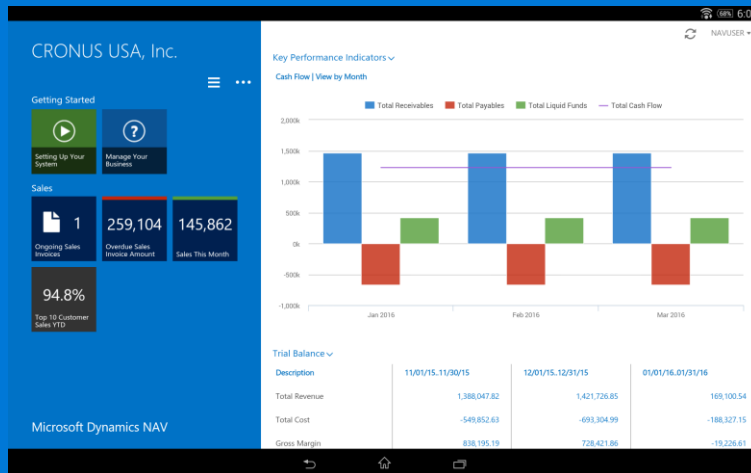 68% 6:0
NAVUSER
CRONUS USA, Inc.
Getting Started
Setting Up Your
System
Manage Your
Business
Sales
1
Ongoing Sales
Invoices
259,104
Overdue Sales
Invoice Amount
145,862
Sales This Month
94.8%
Top 10 Customer
Sales YTD
Microsoft Dynamics NAV
Key Performance Indicators
Cash Flow | View by Month
Total Receivables Total Payables Total Liquid Funds Total Cash Flow
2,000k
1,500k
1,000k
500k
0k
-500k
-1,000k
Jan 2016 Feb 2016 Mar 2016
Trial Balance
Description 11/01/15..11/30/15 12/01/15..12/31/15 01/01/16..01/31/16
Total Revenue 1,388,047.82 1,421,726.85 169,100.54
Total Cost -549,852.63 -693,304.99 -188,327.15
Gross Margin 838,195.19 728,421.86 -19,226.61